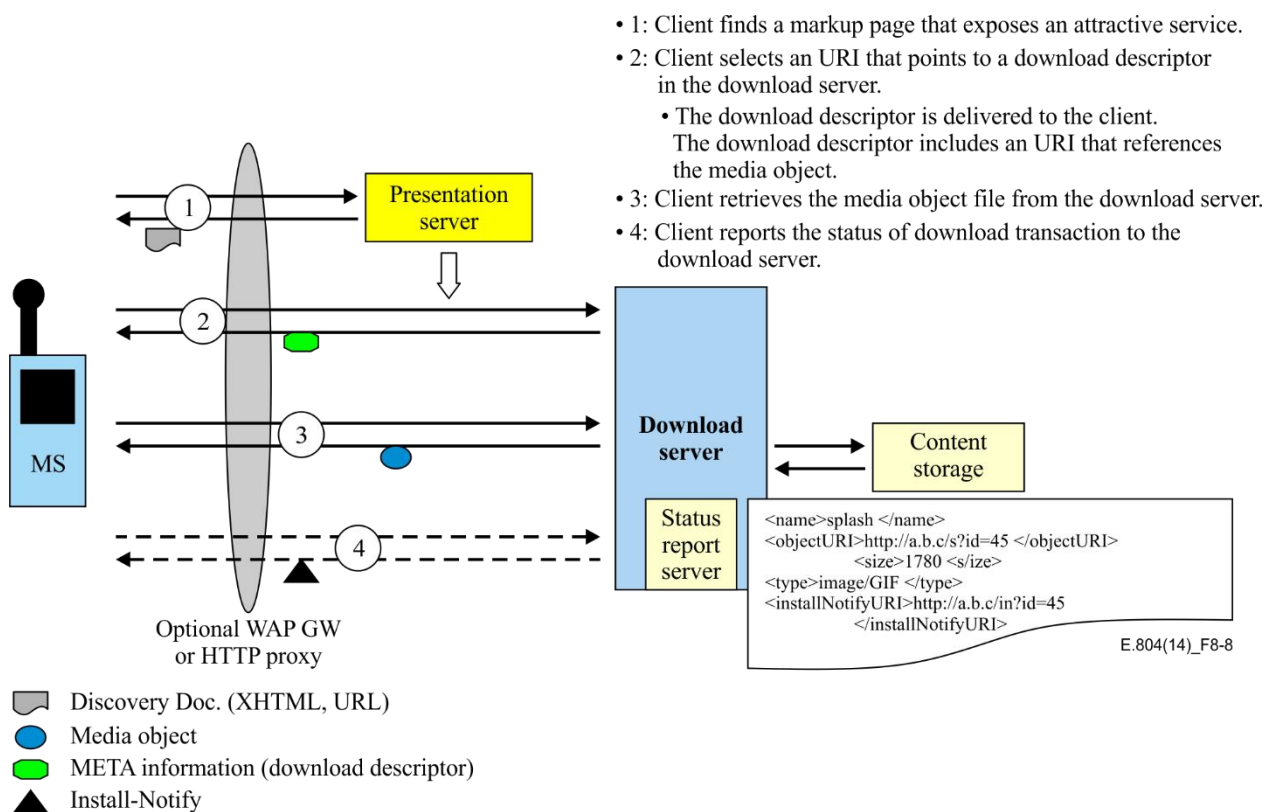 • 1: Client finds a markup page that exposes an attractive service.
• 2: Client selects an URI that points to a download descriptor
in the download server.
• The download descriptor is delivered to the client.
The download descriptor includes an URI that references
the media object.
• 3: Client retrieves the media object file from the download server.
• 4: Client reports the status of download transaction to the
download server.
1
Presentation
server
2
3
MS
Download
server
Content
storage
4
Status
report
server
<name>splash </name>
<objectURI>http://a.b.c/s?id=45 </objectURI>
<size>1780 <s/ize>
<type>image/GIF </type>
<installNotifyURI>http://a.b.c/in?id=45
</installNotifyURI>
E.804(14)_F8-8
Optional WAP GW
or HTTP proxy
Discovery Doc. (XHTML, URL)
Media object
META information (download descriptor)
Install-Notify